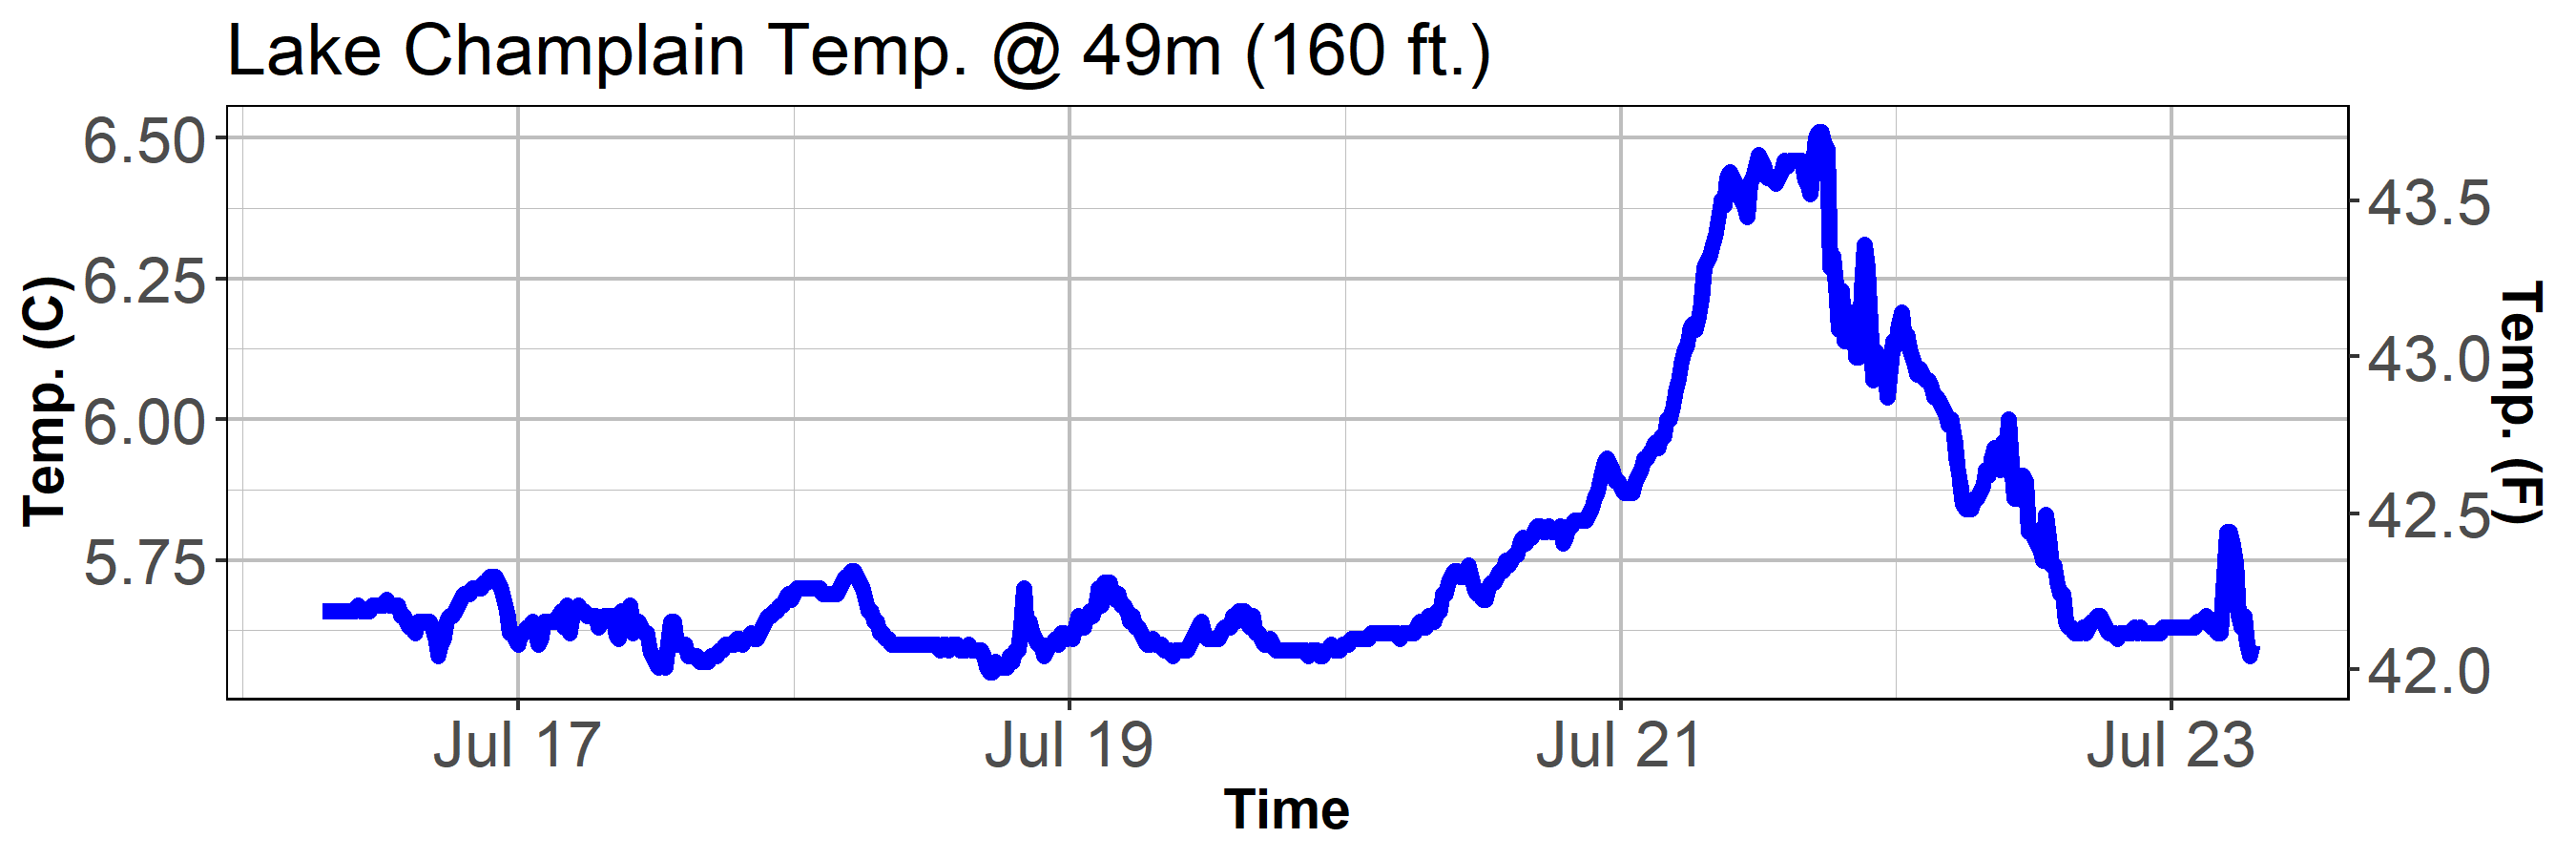 Lake Champlain Temp. @ 49m (160 ft.)
6.50
6.25
6.00
5.75
Temp. (C)
43.5
43.0
42.5
42.0
Temp. (F)
Jul 17
Jul 19
Jul 21
Jul 23
Time